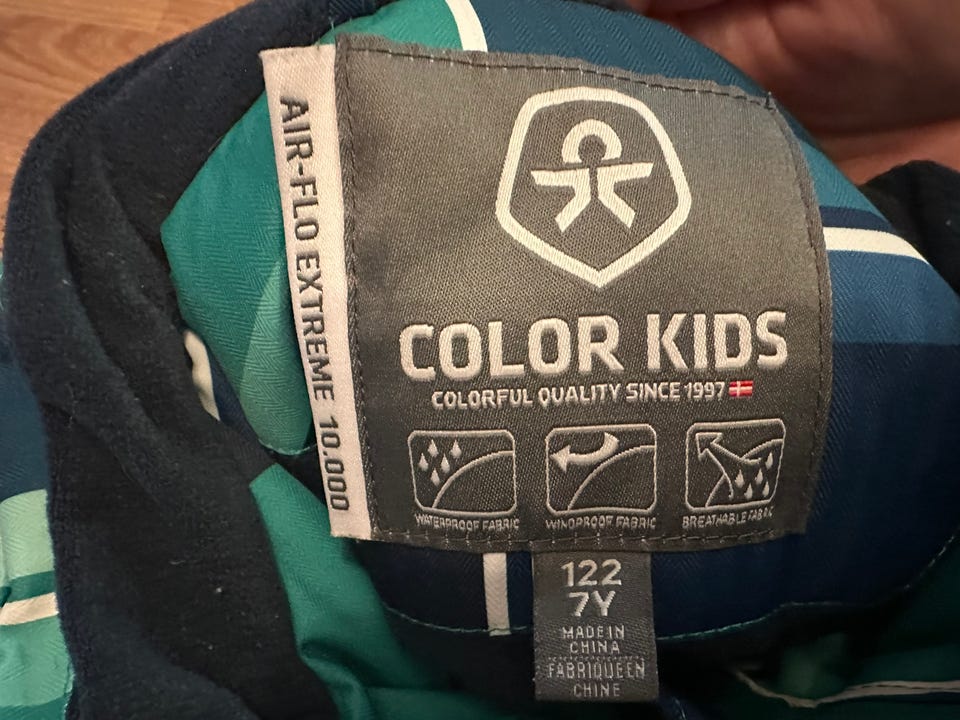 AIR-FLO EXTREME 10.000
COLOR KIDS
COLORFUL QUALITY SINCE 1997
WATERPROOF FABRIC
WINDPROOF FABRIC
BREATHABLE FABRIC
122
7Y
MADE IN
CHINA
FABRIQUE EN
CHINE